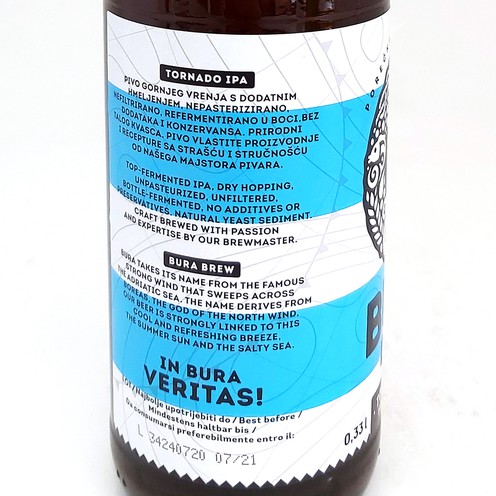 TORNADO IPA
PIVO GORNJEG VRENJA S DODATNIM
HMELJENJEM, NEPASTERIZIRANO,
NEFILTRIRANO, REFERMENTIRANO U BOCI, BEZ
DODATAKA I KONZERVANSA. PRIRODNI
TALOG KVASCA. PIVO VLASTITE PROIZVODNJE
I RECEPTURE SA STRAŠĆU I STRUČNOŠĆU
OD NAŠEGA MAJSTORA PIVARA.
TOP-FERMENTED IPA, DRY HOPPING,
UNPASTEURIZED, UNFILTERED,
BOTTLE-FERMENTED, NO ADDITIVES OR
PRESERVATIVES, NATURAL YEAST SEDIMENT.
CRAFT BREWED WITH PASSION
AND EXPERTISE BY OUR BREWMASTER.
BURA BREW
BURA TAKES ITS NAME FROM THE FAMOUS
STRONG WIND THAT SWEEPS ACROSS
THE ADRIATIC SEA. THE NAME DERIVES FROM
BOREAS, THE GOD OF THE NORTH WIND.
OUR BEER IS STRONGLY LINKED TO THIS
COOL AND REFRESHING BREEZE,
THE SUMMER SUN AND THE SALTY SEA.
IN BURA
VERITAS!
LOT / Najbolje upotrijebiti do / Best before /
Mindestens haltbar bis /
Da consumarsi preferebilmente entro il:
L 34240720 07/21
0,33 l